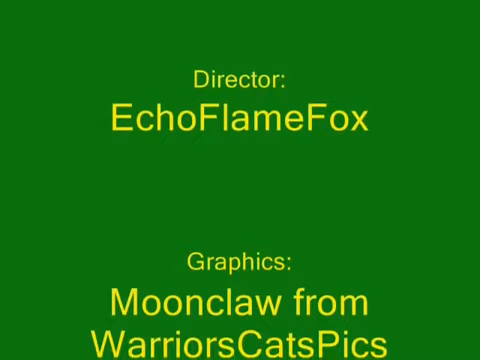 Director:
EchoFlameFox
Graphics:
Moonclaw from
WarriorsCatsPics